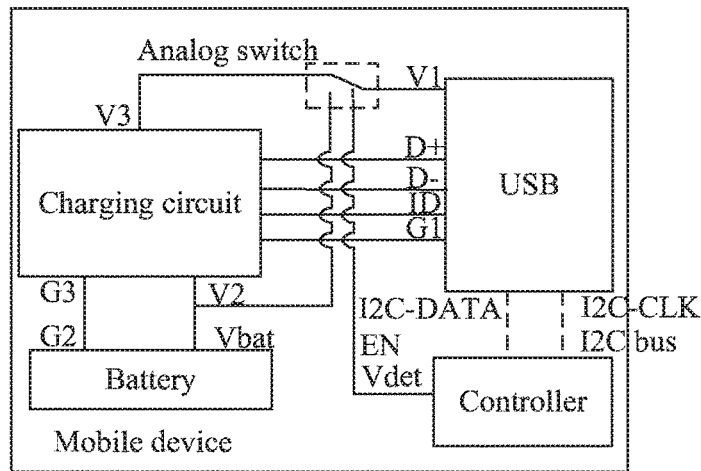 Analog switch
V1
V3
D+
D-
USB
Charging circuit
ID
G1
G3
V2
I2C-DATA
I2C-CLK
G2
Vbat
EN
I2C bus
Battery
Vdet
Controller
Mobile device